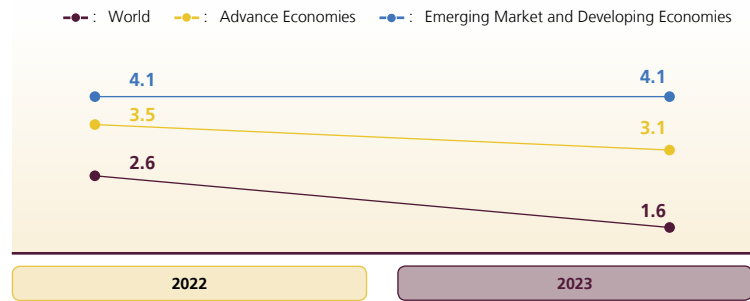 : World : Advance Economies : Emerging Market and Developing Economies
4.1 4.1
3.5 3.1
2.6 1.6
2022 2023